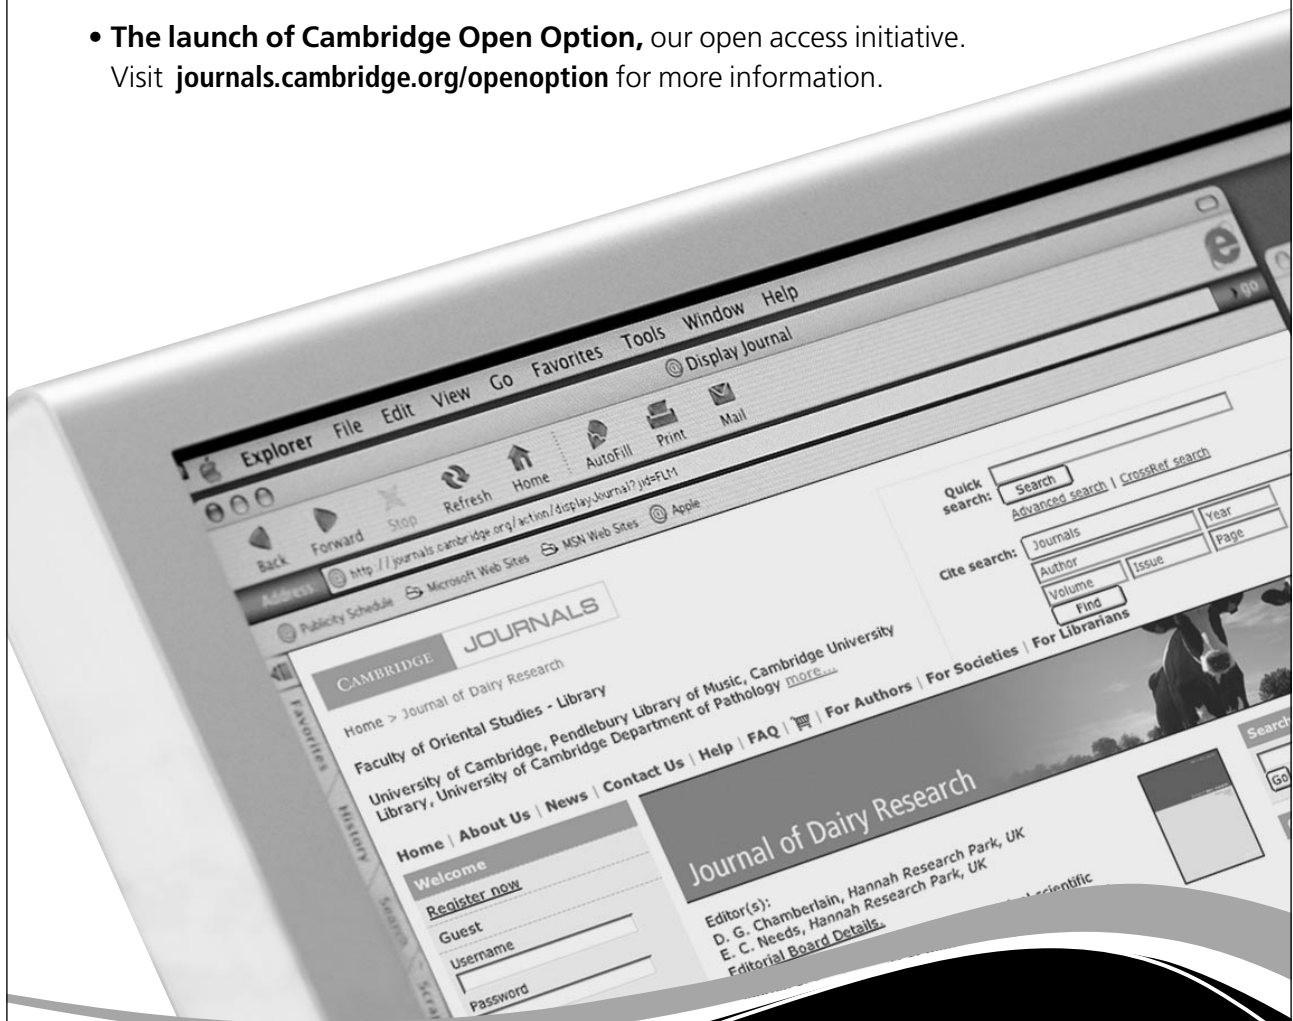 • The launch of Cambridge Open Option, our open access initiative.
Visit journals.cambridge.org/openoption for more information.
Explorer File Edit View Go Favorites Tools Window Help
@ Display Journal
Back Forward Stop Refresh Home AutoFill Print Mail
Address @ http://journals.cambridge.org/action/displayJournal?jid=FLM go
@ Publicity Schedule Microsoft Web Sites MSN Web Sites @ Apple
Favorites
History
Search
CAMBRIDGE JOURNALS
Quick search:
Search
Advanced search | CrossRef search
Cite search:
Journals
Author Year
Volume Issue Page
Find
Home > Journal of Dairy Research
Faculty of Oriental Studies - Library
University of Cambridge, Pendlebury Library of Music, Cambridge University
Library, University of Cambridge Department of Pathology more...
Home | About Us | News | Contact Us | Help | FAQ | | For Authors | For Societies | For Librarians
Welcome
Register now
Guest
Username
Password
Journal of Dairy Research
Editor(s):
D. G. Chamberlain, Hannah Research Park, UK
E. C. Needs, Hannah Research Park, UK
Editorial Board Details.
scientific
Search
Go